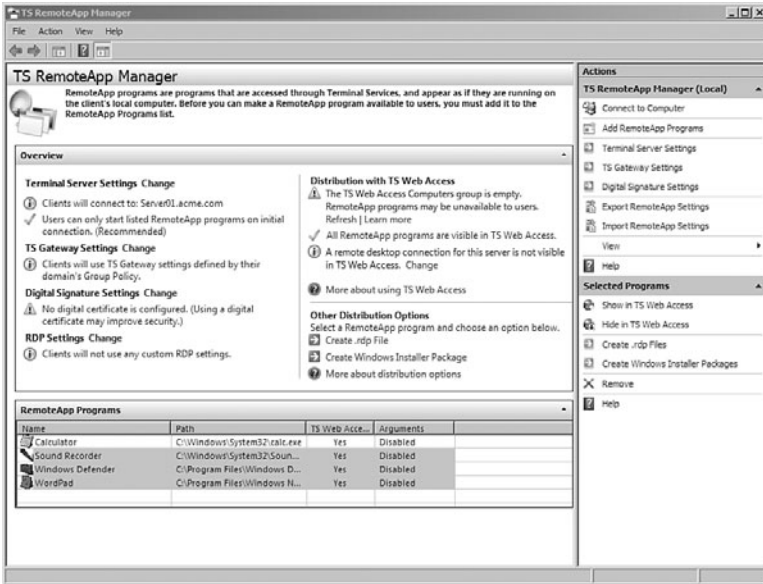 TS RemoteApp Manager
File Action View Help
TS RemoteApp Manager
RemoteApp programs are programs that are accessed through Terminal Services, and appear as if they are running on
the client's local computer. Before you can make a RemoteApp program available to users, you must add it to the
RemoteApp Programs list.
Overview
Terminal Server Settings Change
Clients will connect to: Server01.acme.com
Users can only start listed RemoteApp programs on initial
connection. (Recommended)
TS Gateway Settings Change
Clients will use TS Gateway settings defined by their
domain's Group Policy.
Digital Signature Settings Change
No digital certificate is configured. (Using a digital
certificate may improve security.)
RDP Settings Change
Clients will not use any custom RDP settings.
Distribution with TS Web Access
The TS Web Access Computers group is empty.
RemoteApp programs may be unavailable to users.
Refresh | Learn more
All RemoteApp programs are visible in TS Web Access.
A remote desktop connection for this server is not visible
in TS Web Access. Change
More about using TS Web Access
Other Distribution Options
Select a RemoteApp program and choose an option below.
Create .rdp File
Create Windows Installer Package
More about distribution options
RemoteApp Programs
Name Path TS Web Acce... Arguments
Calculator C:\Windows\System32\calc.exe Yes Disabled
Sound Recorder C:\Windows\System32\Soun... Yes Disabled
Windows Defender C:\Program Files\Windows D... Yes Disabled
WordPad C:\Program Files\Windows N... Yes Disabled
Actions
TS RemoteApp Manager (Local)
Connect to Computer
Add RemoteApp Programs
Terminal Server Settings
TS Gateway Settings
Digital Signature Settings
Export RemoteApp Settings
Import RemoteApp Settings
View
Help
Selected Programs
Show in TS Web Access
Hide in TS Web Access
Create .rdp Files
Create Windows Installer Packages
Remove
Help